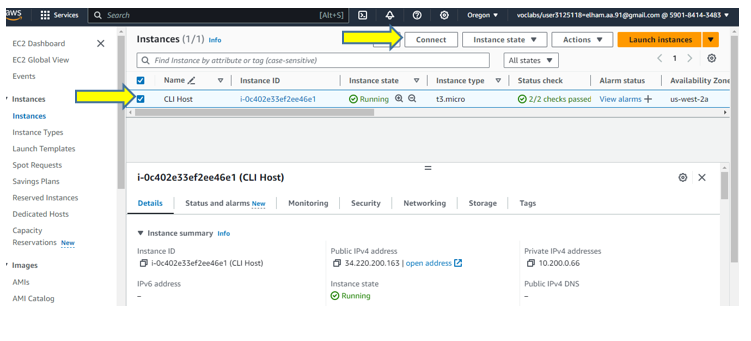 aws Services Search [Alt+S] Oregon voclabs/user3125118=elham.aa.91@gmail.com @ 5901-8414-3483
EC2 Dashboard
EC2 Global View
Events
Instances
Instances
Instance Types
Launch Templates
Spot Requests
Savings Plans
Reserved Instances
Dedicated Hosts
Capacity
Reservations New
Images
AMIs
AMI Catalog
Instances (1/1) Info
Connect Instance state Actions Launch instances
Find Instance by attribute or tag (case-sensitive) All states
< 1 >
Name Instance ID Instance state Instance type Status check Alarm status Availability Zone
CLI Host i-0c402e33ef2ee46e1 Running t3.micro 2/2 checks passed View alarms + us-west-2a
i-0c402e33ef2ee46e1 (CLI Host)
Details Status and alarms New Monitoring Security Networking Storage Tags
Instance summary Info
Instance ID Public IPv4 address Private IPv4 addresses
i-0c402e33ef2ee46e1 (CLI Host) 34.220.200.163 | open address 10.200.0.66
IPv6 address Instance state Public IPv4 DNS
– Running –